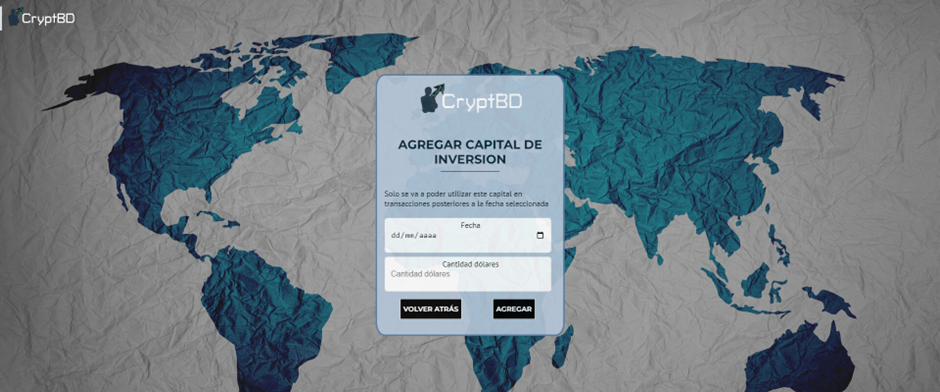 CryptBD
CryptBD
AGREGAR CAPITAL DE
INVERSION
Solo se va a poder utilizar este capital en
transacciones posteriores a la fecha seleccionada
Fecha
dd/mm/aaaa
Cantidad dólares
Cantidad dólares
VOLVER ATRÁS AGREGAR